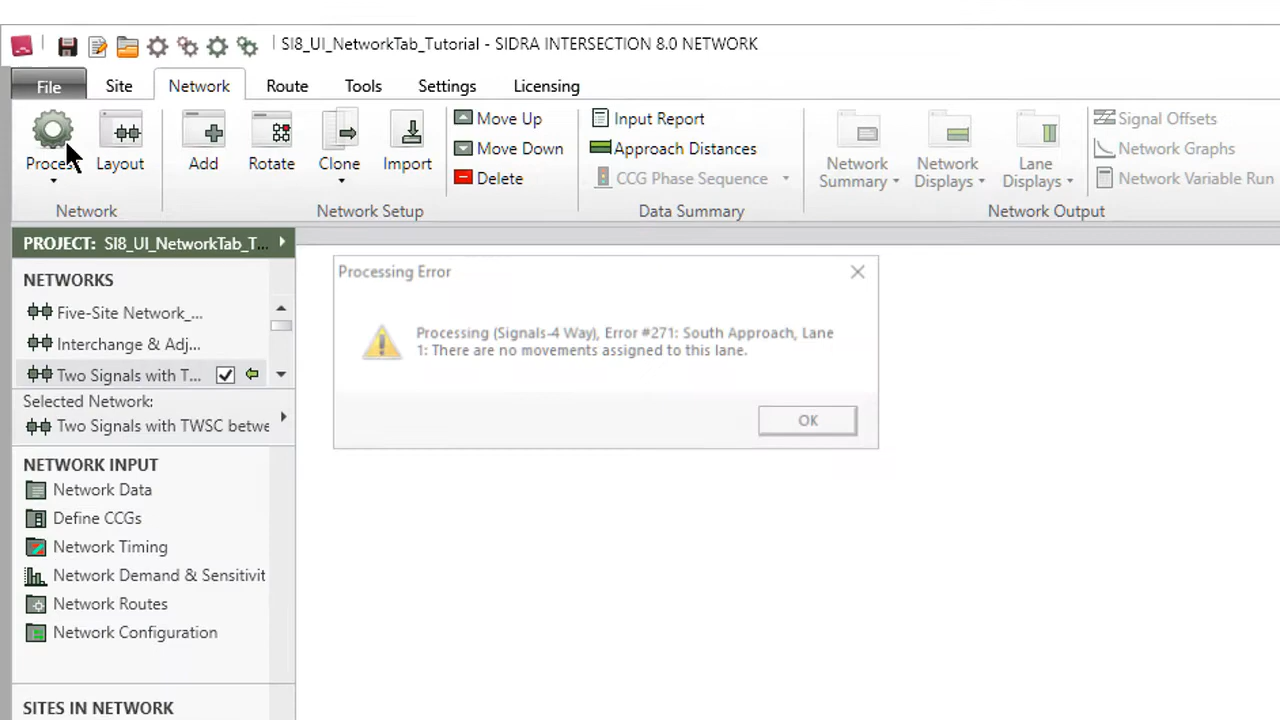 SI8_UI_NetworkTab_Tutorial - SIDRA INTERSECTION 8.0 NETWORK
File Site Network Route Tools Settings Licensing
Process Layout Add Rotate Clone Import
Move Up
Move Down
Delete
Input Report
Approach Distances
CCG Phase Sequence
Network Summary
Network Displays
Lane Displays
Signal Offsets
Network Graphs
Network Variable Run
Network Network Setup Data Summary Network Output
PROJECT: SI8_UI_NetworkTab_T...
NETWORKS
Five-Site Network_...
Interchange & Adj...
Two Signals with T...
Selected Network:
Two Signals with TWSC betwe
NETWORK INPUT
Network Data
Define CCGs
Network Timing
Network Demand & Sensitivit
Network Routes
Network Configuration
SITES IN NETWORK
Processing Error
Processing (Signals-4 Way), Error #271: South Approach, Lane
1: There are no movements assigned to this lane.
OK